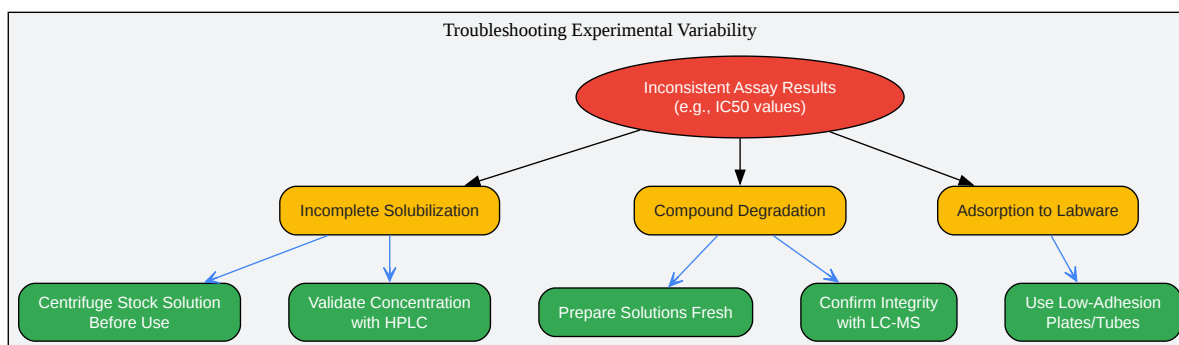 Troubleshooting Experimental Variability
Inconsistent Assay Results
(e.g., IC50 values)
Incomplete Solubilization
Compound Degradation
Adsorption to Labware
Centrifuge Stock Solution
Before Use
Validate Concentration
with HPLC
Prepare Solutions Fresh
Confirm Integrity
with LC-MS
Use Low-Adhesion
Plates/Tubes